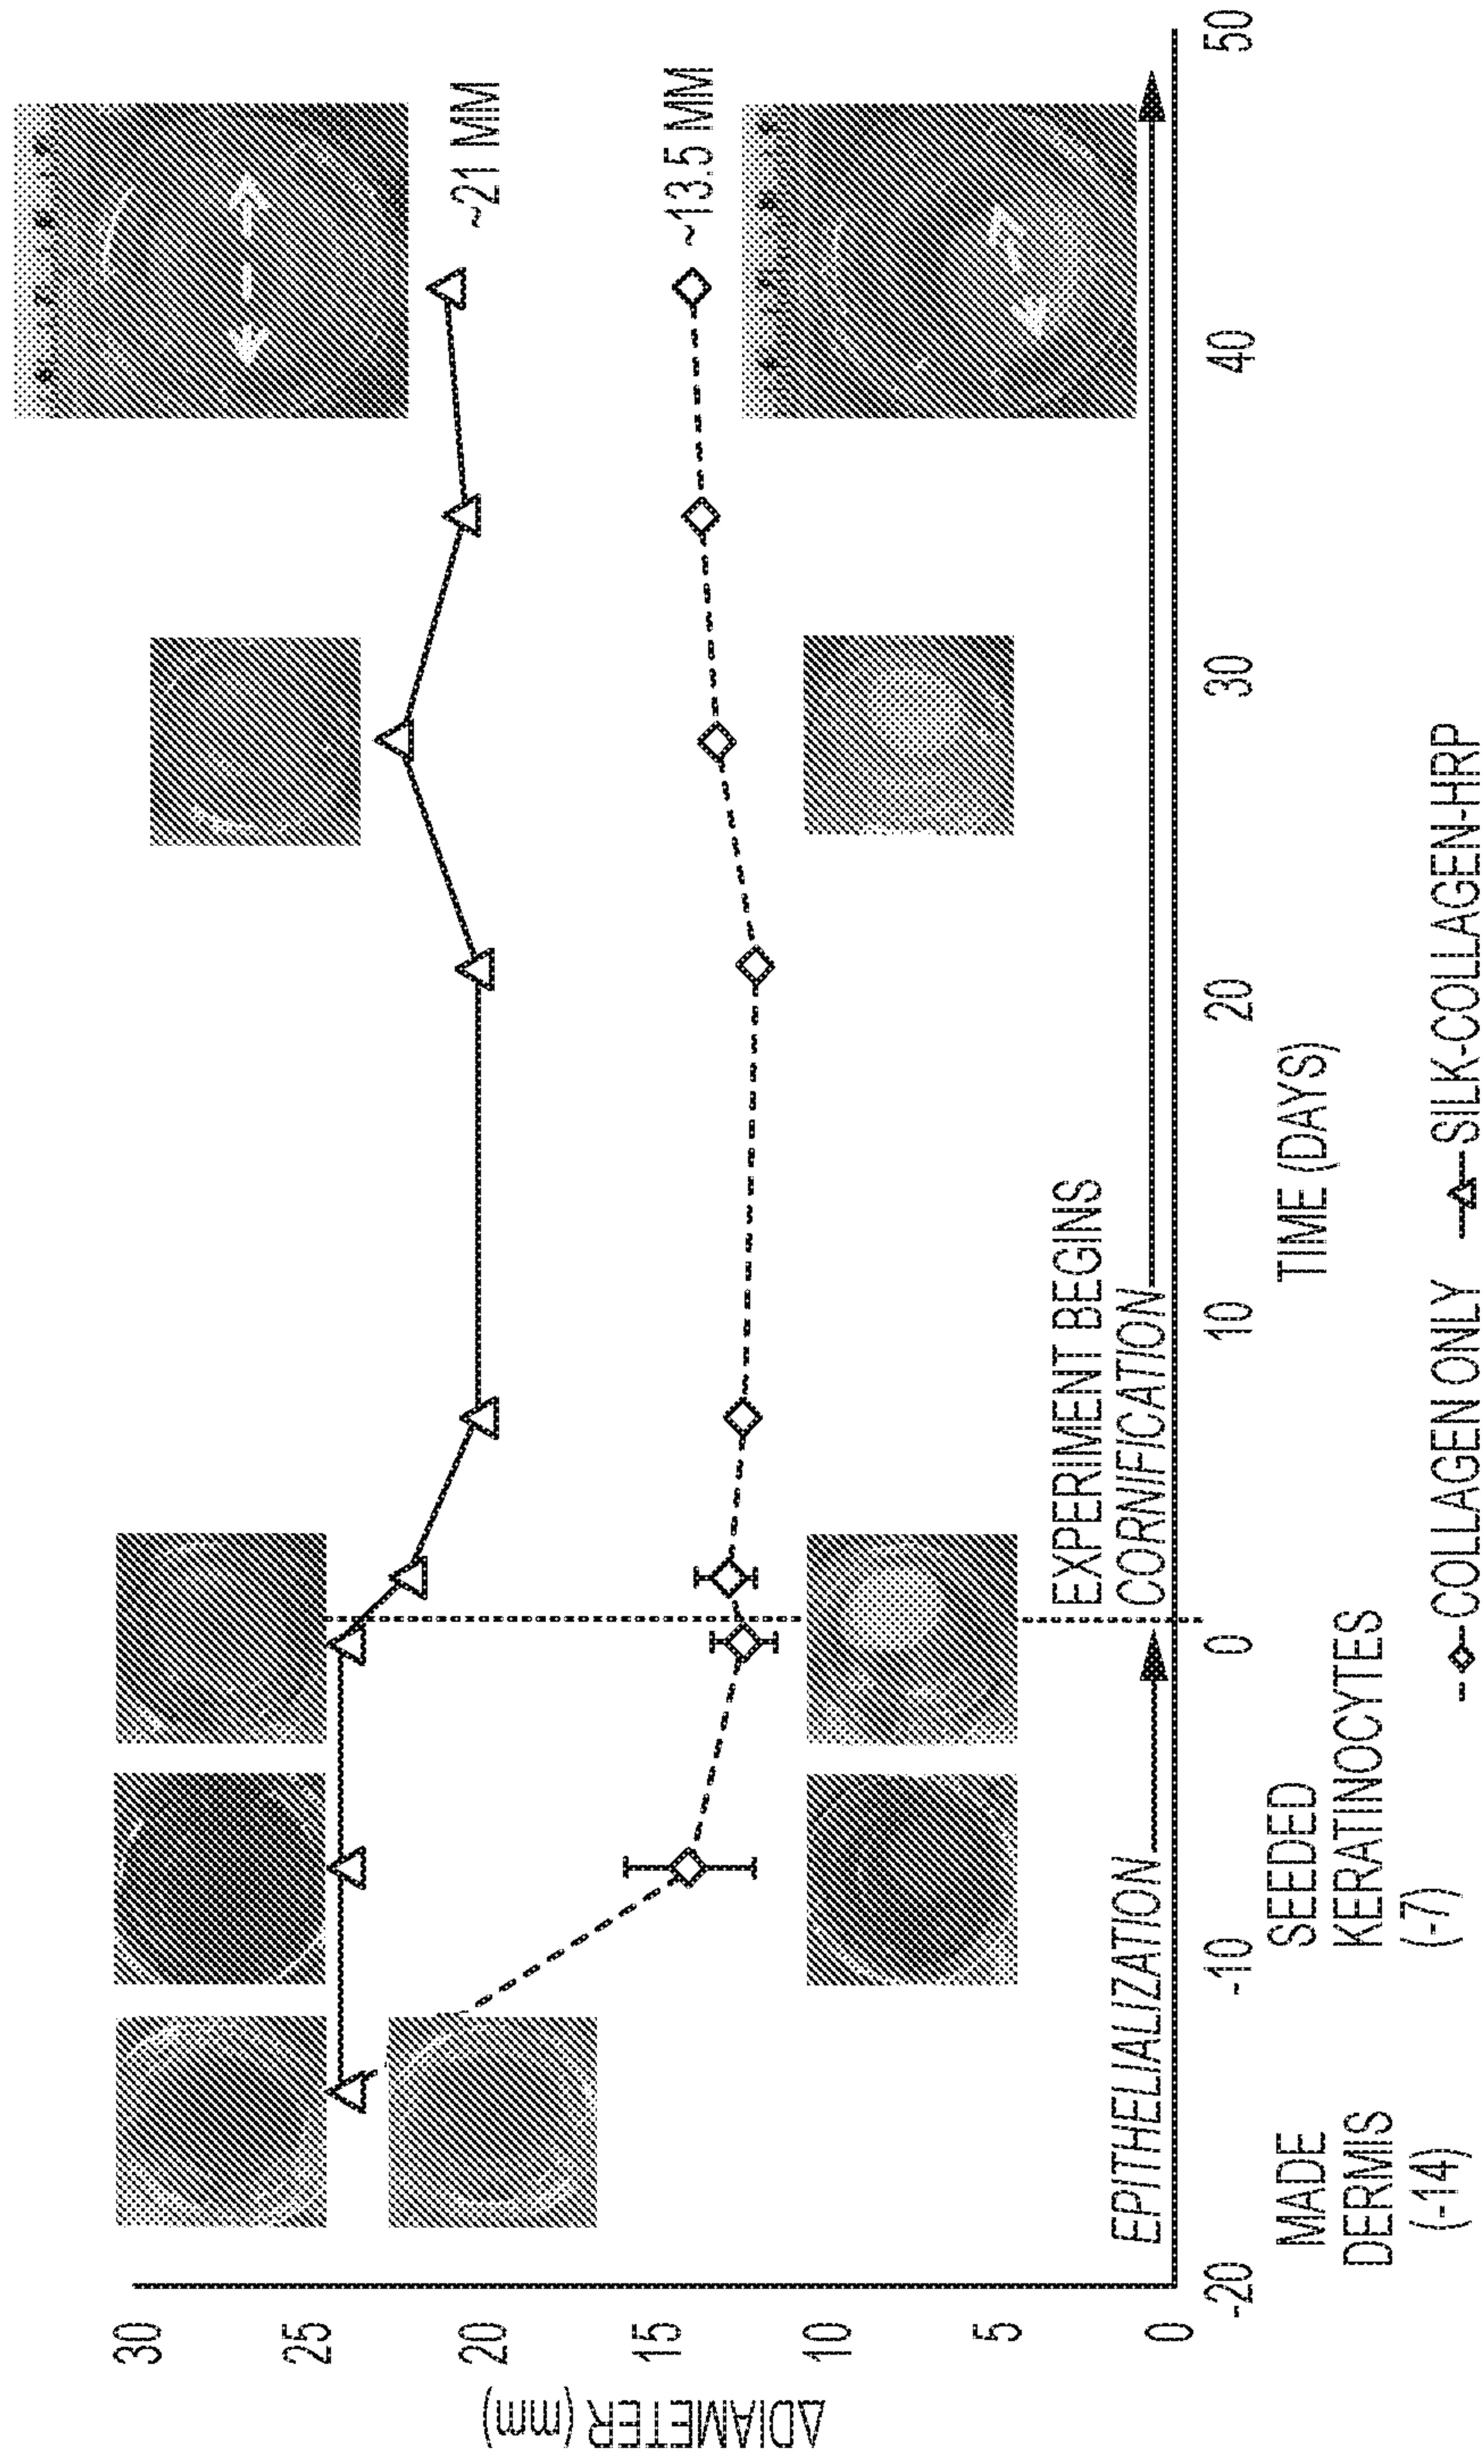 ΔDIAMETER (mm)
30
25
20
15
10
5
0
~21 MM
~13.5 MM
EXPERIMENT BEGINS
EPITHELIALIZATION
CORNIFICATION
-20
-10
0
10
20
30
40
50
MADE
DERMIS
(-14)
SEEDED
KERATINOCYTES
(-7)
TIME (DAYS)
COLLAGEN ONLY
SILK-COLLAGEN-HRP